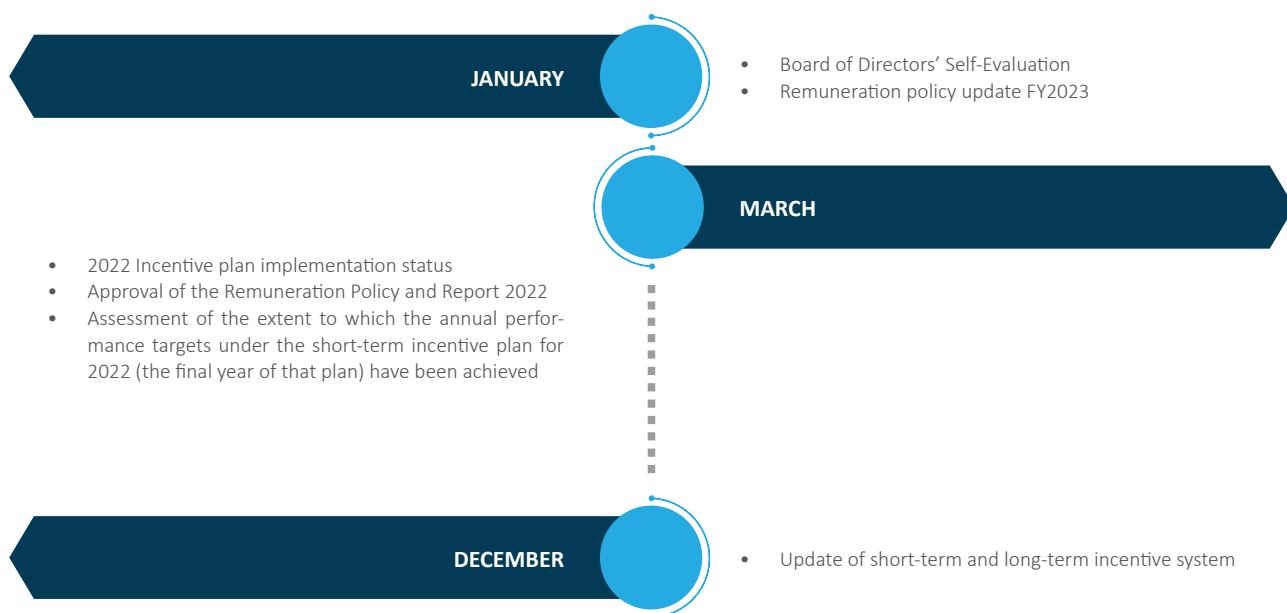 JANUARY
• Board of Directors’ Self-Evaluation
• Remuneration policy update FY2023
MARCH
• 2022 Incentive plan implementation status
• Approval of the Remuneration Policy and Report 2022
• Assessment of the extent to which the annual perfor-
mance targets under the short-term incentive plan for
2022 (the final year of that plan) have been achieved
DECEMBER
• Update of short-term and long-term incentive system